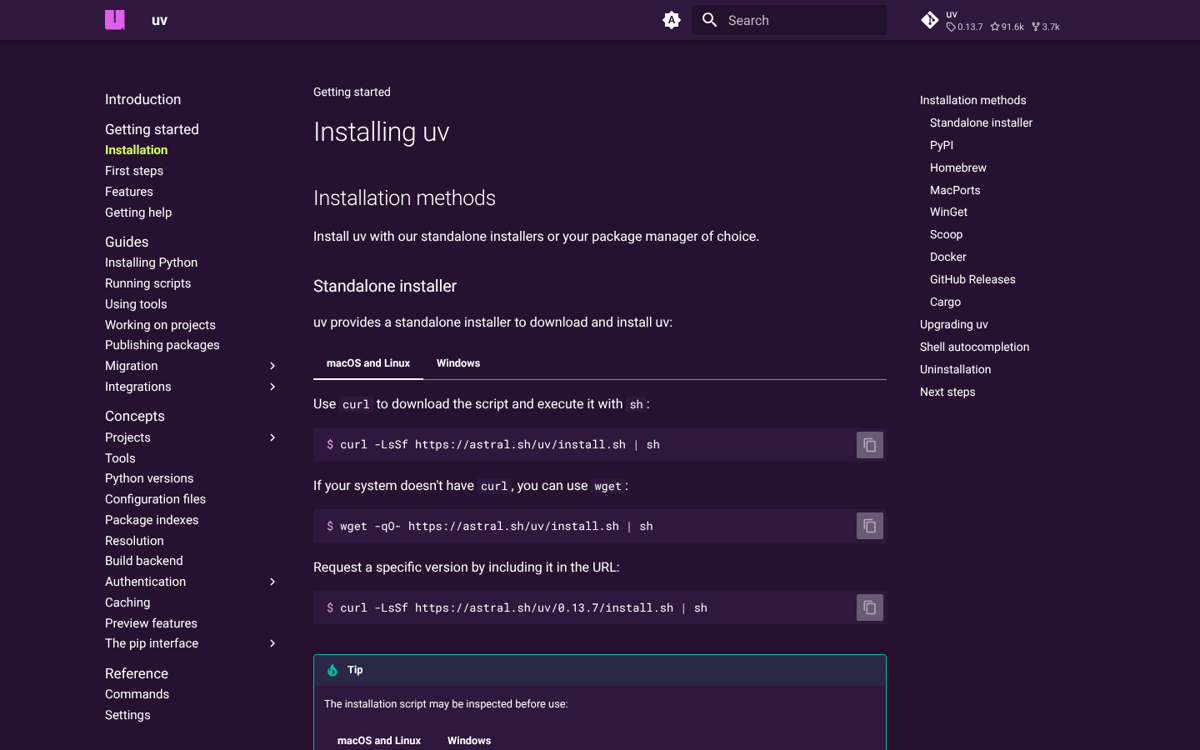 uv
Search
uv
0.13.7 91.6k 3.7k
Introduction
Getting started
Installation
First steps
Features
Getting help
Guides
Installing Python
Running scripts
Using tools
Working on projects
Publishing packages
Migration
Integrations
Concepts
Projects
Tools
Python versions
Configuration files
Package indexes
Resolution
Build backend
Authentication
Caching
Preview features
The pip interface
Reference
Commands
Settings
Getting started
Installing uv
Installation methods
Install uv with our standalone installers or your package manager of choice.
Standalone installer
uv provides a standalone installer to download and install uv:
macOS and Linux Windows
Use curl to download the script and execute it with sh:
$ curl -LsSf https://astral.sh/uv/install.sh | sh
If your system doesn't have curl, you can use wget:
$ wget -qO- https://astral.sh/uv/install.sh | sh
Request a specific version by including it in the URL:
$ curl -LsSf https://astral.sh/uv/0.13.7/install.sh | sh
Tip
The installation script may be inspected before use:
macOS and Linux Windows
Installation methods
Standalone installer
PyPI
Homebrew
MacPorts
WinGet
Scoop
Docker
GitHub Releases
Cargo
Upgrading uv
Shell autocompletion
Uninstallation
Next steps